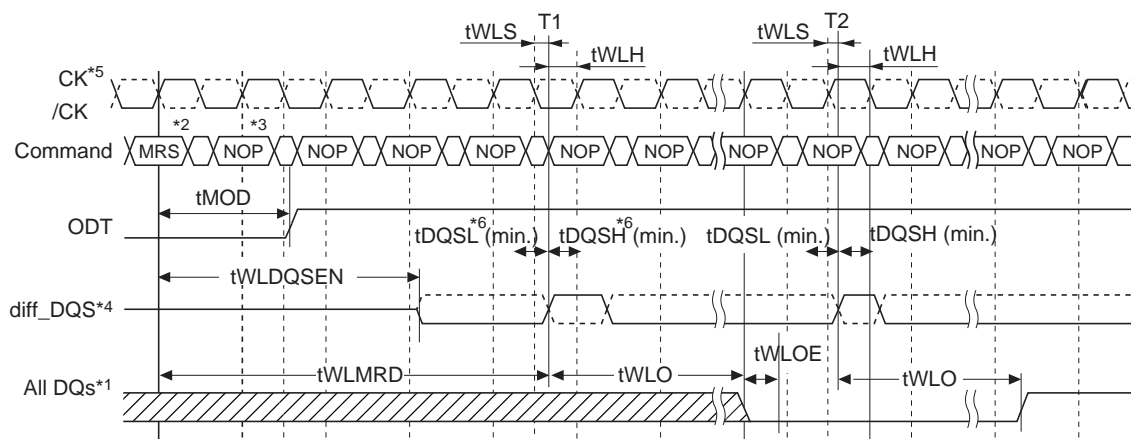 T1 T2
tWLS tWLS
tWLH tWLH
CK*5
/CK
*2 *3
Command MRS NOP NOP NOP NOP NOP NOP NOP NOP NOP NOP NOP
tMOD
ODT
tDQSL*6 (min.) tDQSH*6 (min.) tDQSL (min.) tDQSH (min.)
tWLDQSEN
diff_DQS*4
tWLOE
tWLMRD tWLO tWLO
All DQs*1